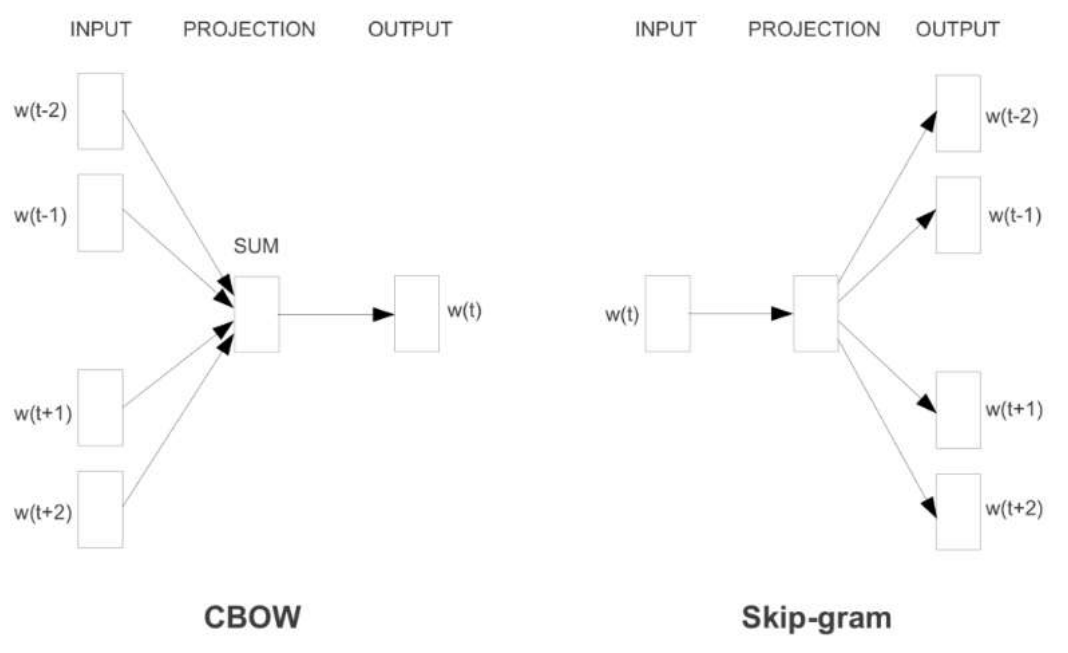 INPUT PROJECTION OUTPUT
w(t-2)
w(t-1)
SUM
w(t)
w(t+1)
w(t+2)
CBOW
INPUT PROJECTION OUTPUT
w(t-2)
w(t-1)
w(t)
w(t+1)
w(t+2)
Skip-gram